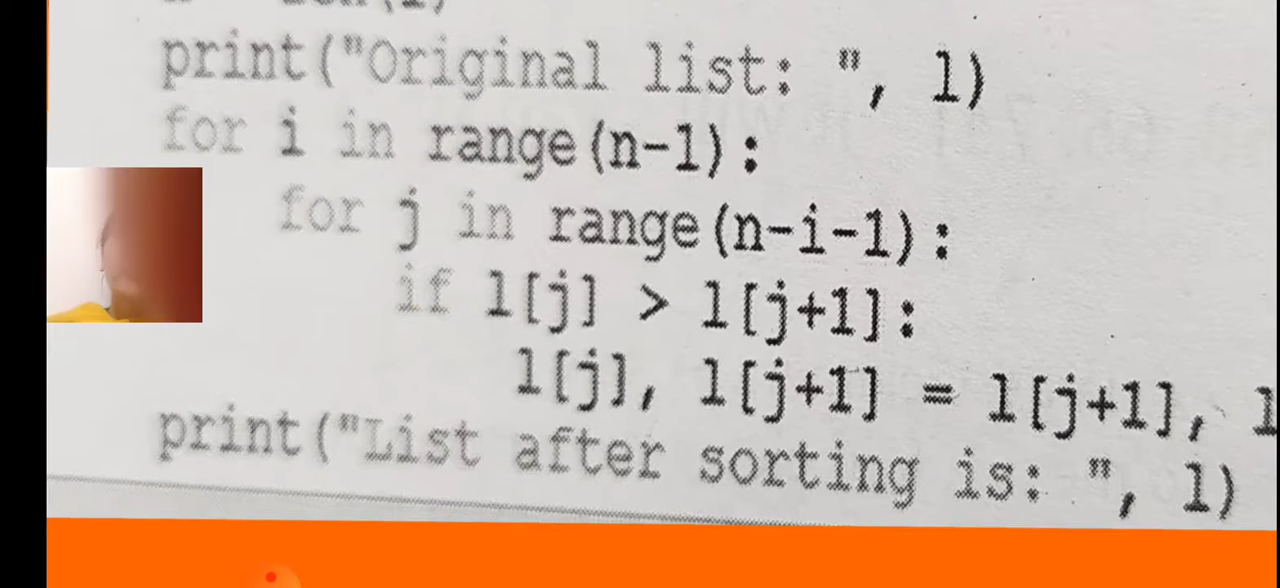 print("Original list: ", l)
for i in range(n-1):
for j in range(n-i-1):
if l[j] > l[j+1]:
l[j], l[j+1] = l[j+1],
print("List after sorting is: ", l)